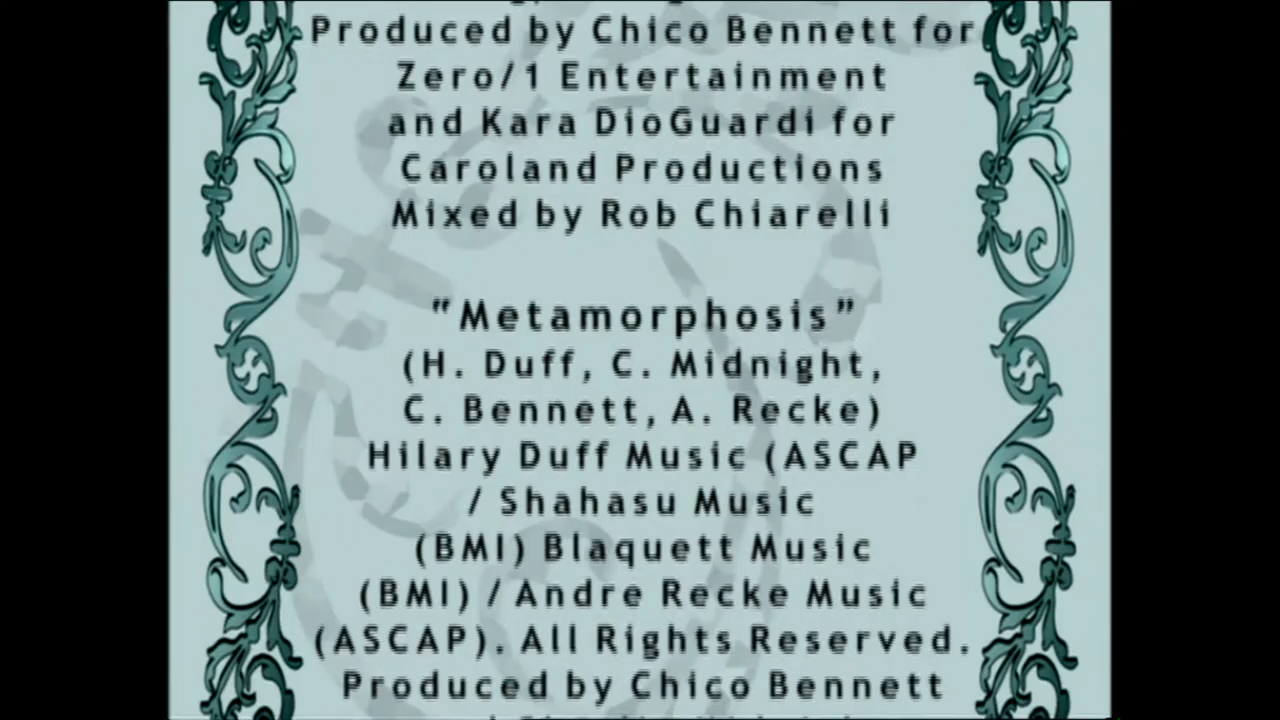 Produced by Chico Bennett for
Zero/1 Entertainment
and Kara DioGuardi for
Caroland Productions
Mixed by Rob Chiarelli
"Metamorphosis”
(H. Duff, C. Midnight,
C. Bennett, A. Recke)
Hilary Duff Music (ASCAP
/ Shahasu Music
(BMI) Blaquett Music
(BMI) / Andre Recke Music
(ASCAP). All Rights Reserved.
Produced by Chico Bennett